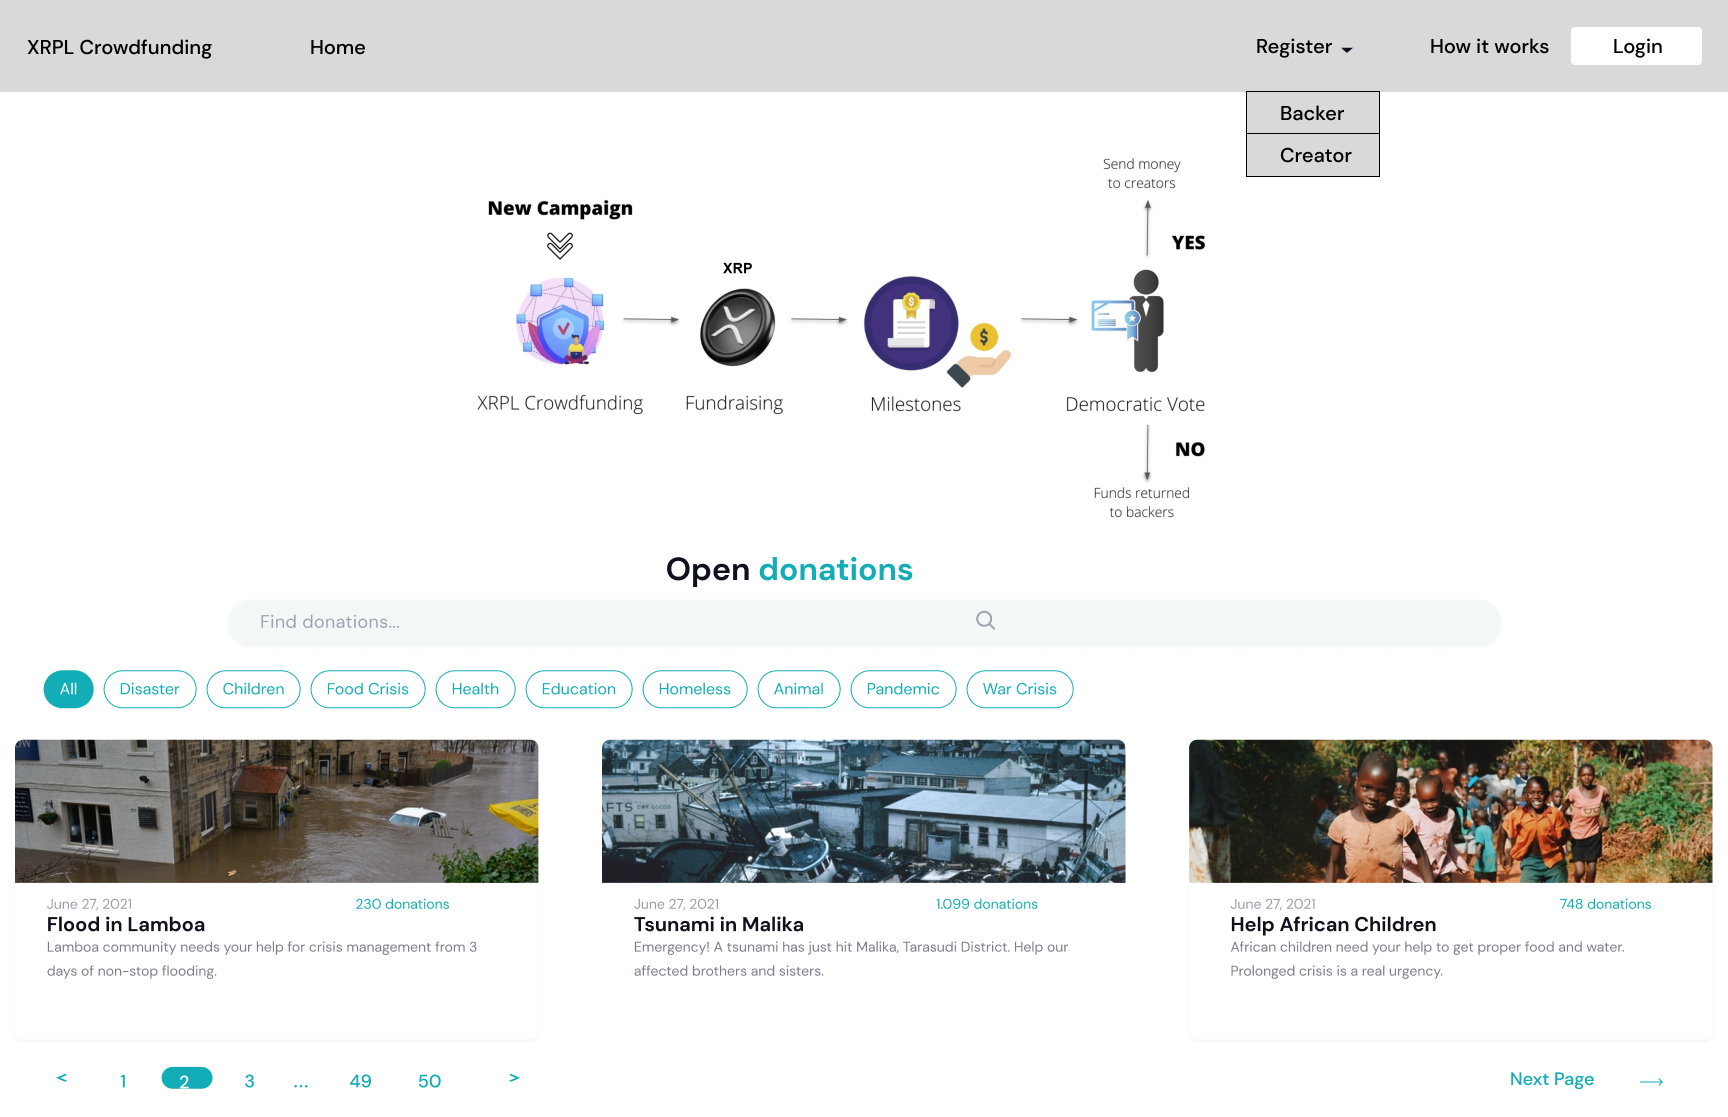 XRPL Crowdfunding
Home
Register
How it works
Login
Backer
Creator
Send money
to creators
New Campaign
YES
XRP
XRPL Crowdfunding
Fundraising
Milestones
Democratic Vote
NO
Funds returned
to backers
Open donations
Find donations...
All
Disaster
Children
Food Crisis
Health
Education
Homeless
Animal
Pandemic
War Crisis
June 27, 2021
230 donations
Flood in Lamboa
Lamboa community needs your help for crisis management from 3
days of non-stop flooding.
June 27, 2021
1.099 donations
Tsunami in Malika
Emergency! A tsunami has just hit Malika, Tarasudi District. Help our
affected brothers and sisters.
June 27, 2021
748 donations
Help African Children
African children need your help to get proper food and water.
Prolonged crisis is a real urgency.
< 1 2 3 ... 49 50 >
Next Page